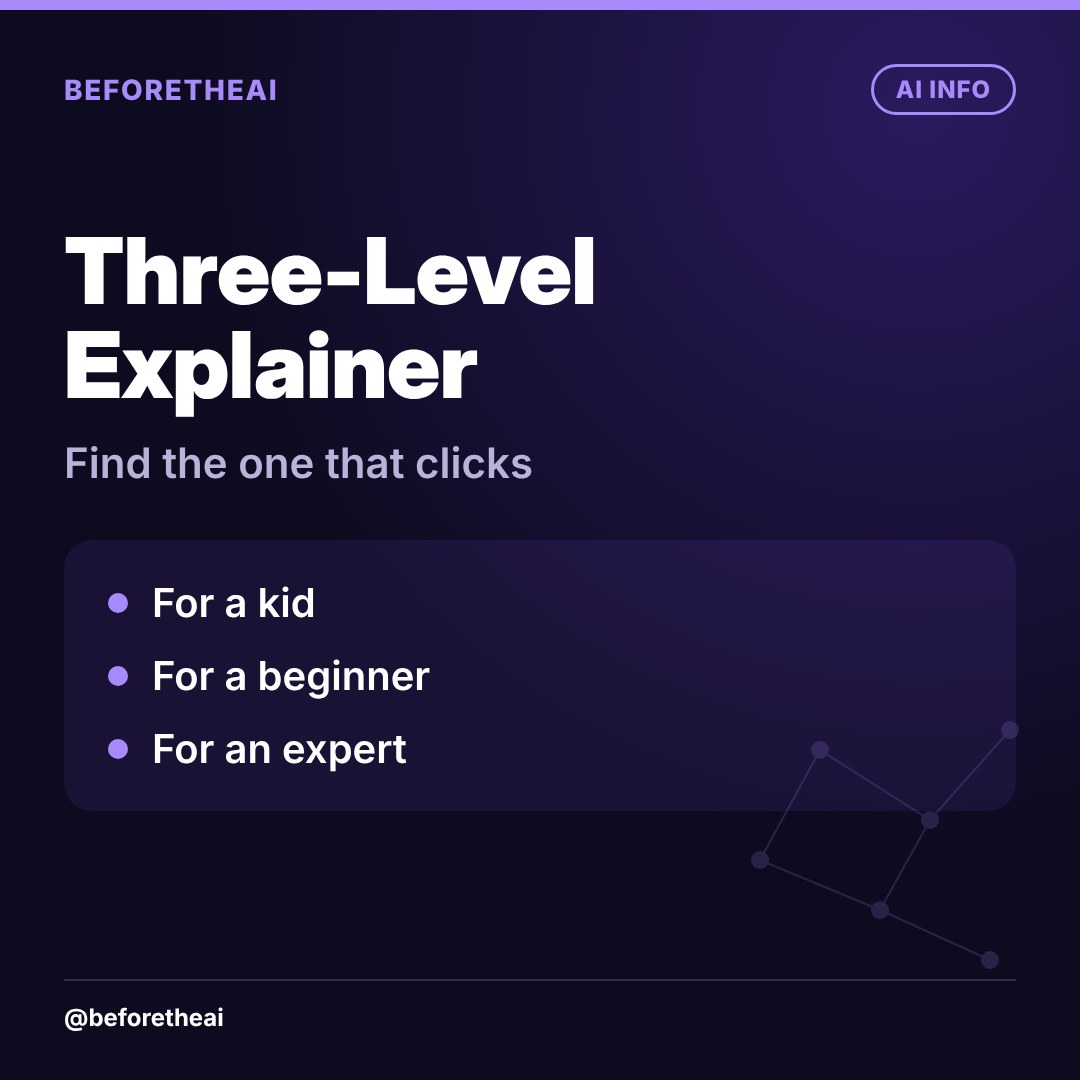 BEFORETHEAI
AI INFO
Three-Level
Explainer
Find the one that clicks
For a kid
For a beginner
For an expert
@beforetheai